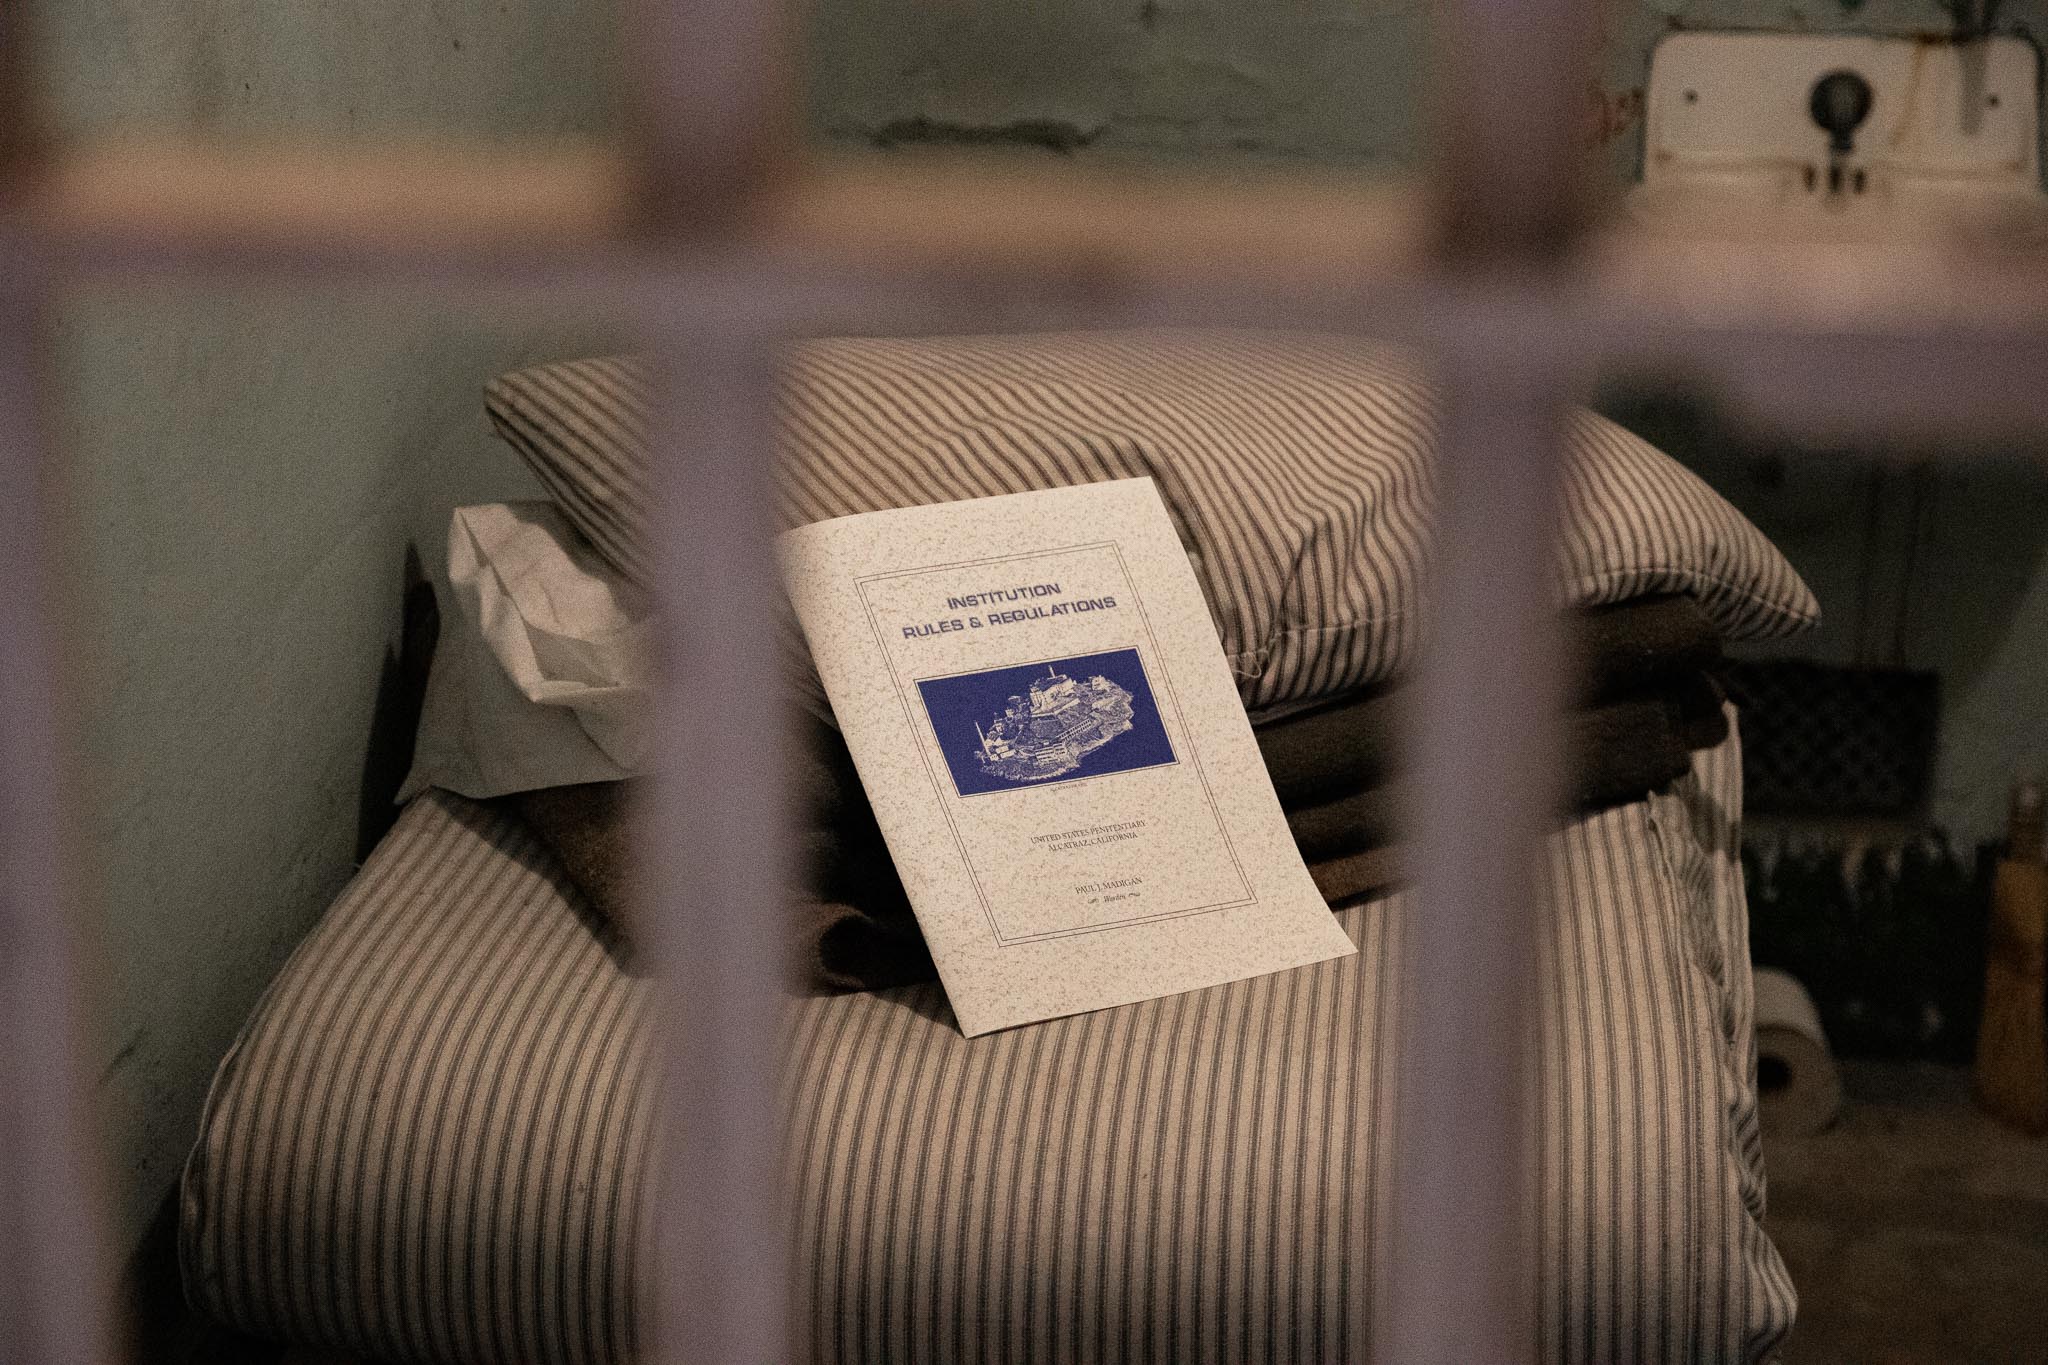 INSTITUTION
RULES & REGULATIONS
UNITED STATES PENITENTIARY
ALCATRAZ, CALIFORNIA
PAUL J. MADIGAN
Warden